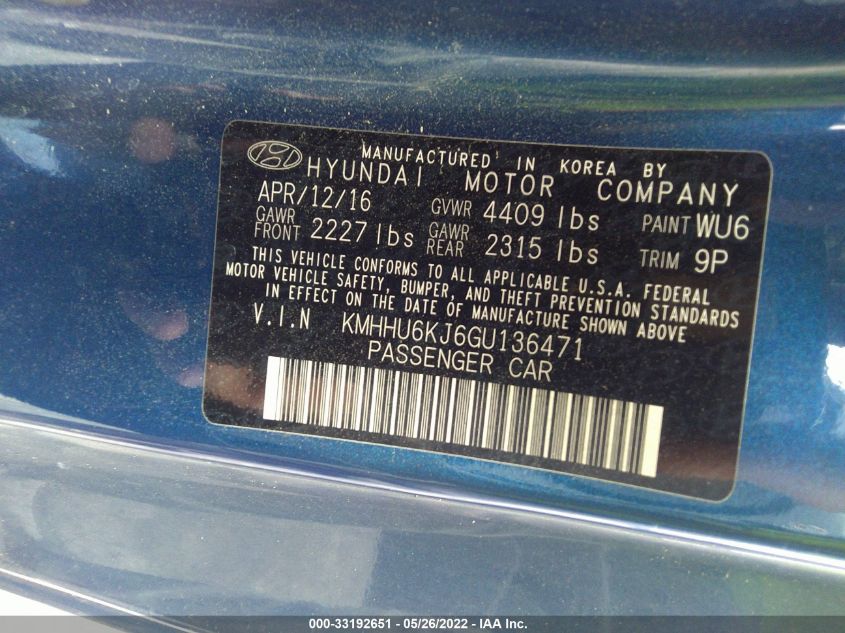 MANUFACTURED IN KOREA BY
HYUNDAI MOTOR COMPANY
APR/12/16 GVWR 4409 lbs PAINT WU6
GAWR FRONT 2227 lbs GAWR REAR 2315 lbs TRIM 9P
THIS VEHICLE CONFORMS TO ALL APPLICABLE U.S.A. FEDERAL
MOTOR VEHICLE SAFETY, BUMPER, AND THEFT PREVENTION STANDARDS
IN EFFECT ON THE DATE OF MANUFACTURE SHOWN ABOVE
V.I.N KMHHU6KJ6GU136471
PASSENGER CAR
000-33192651 - 05/26/2022 - IAA Inc.